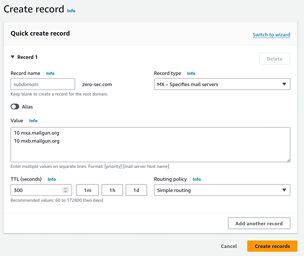 Create record Info
Quick create record
Switch to wizard
Record 1
Delete
Record name Info
Record type Info
subdomain
zero-sec.com
MX – Specifies mail servers
Keep blank to create a record for the root domain.
Alias
Value Info
10 mxa.mailgun.org
10 mxb.mailgun.org
Enter multiple values on separate lines. Format: [priority] [mail server host name]
TTL (seconds) Info
Routing policy Info
300
1m
1h
1d
Simple routing
Recommended values: 60 to 172800 (two days)
Add another record
Cancel
Create records